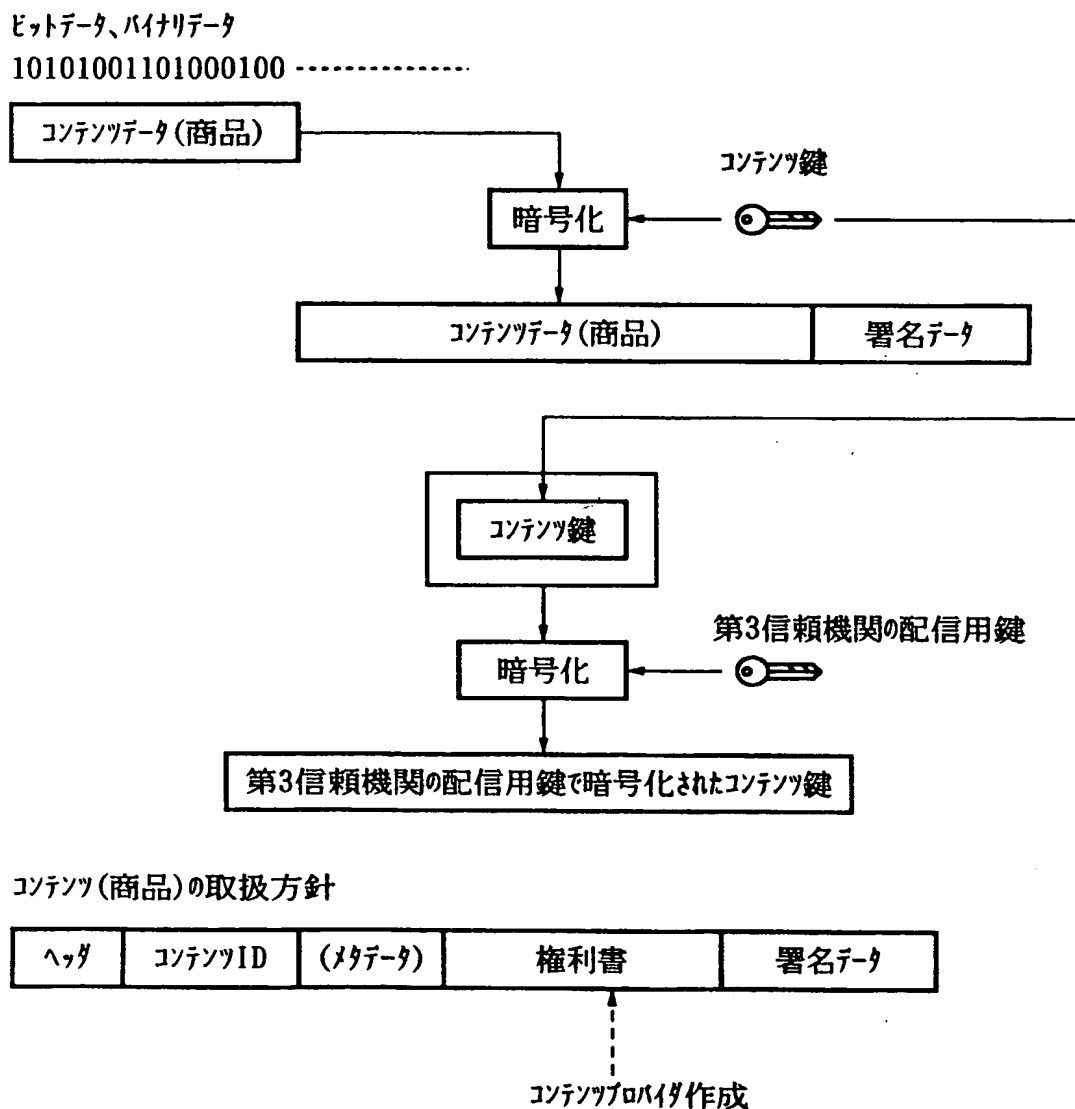 ビットデータ、バイナリデータ
10101001101000100 ---------------
コンテンツデータ(商品)
コンテンツ鍵
暗号化
コンテンツデータ(商品) 署名データ
コンテンツ鍵
第3信頼機関の配信用鍵
暗号化
第3信頼機関の配信用鍵で暗号化されたコンテンツ鍵
コンテンツ(商品)の取扱方針
ヘッダ コンテンツID (メタデータ) 権利書 署名データ
コンテンツプロバイダ作成